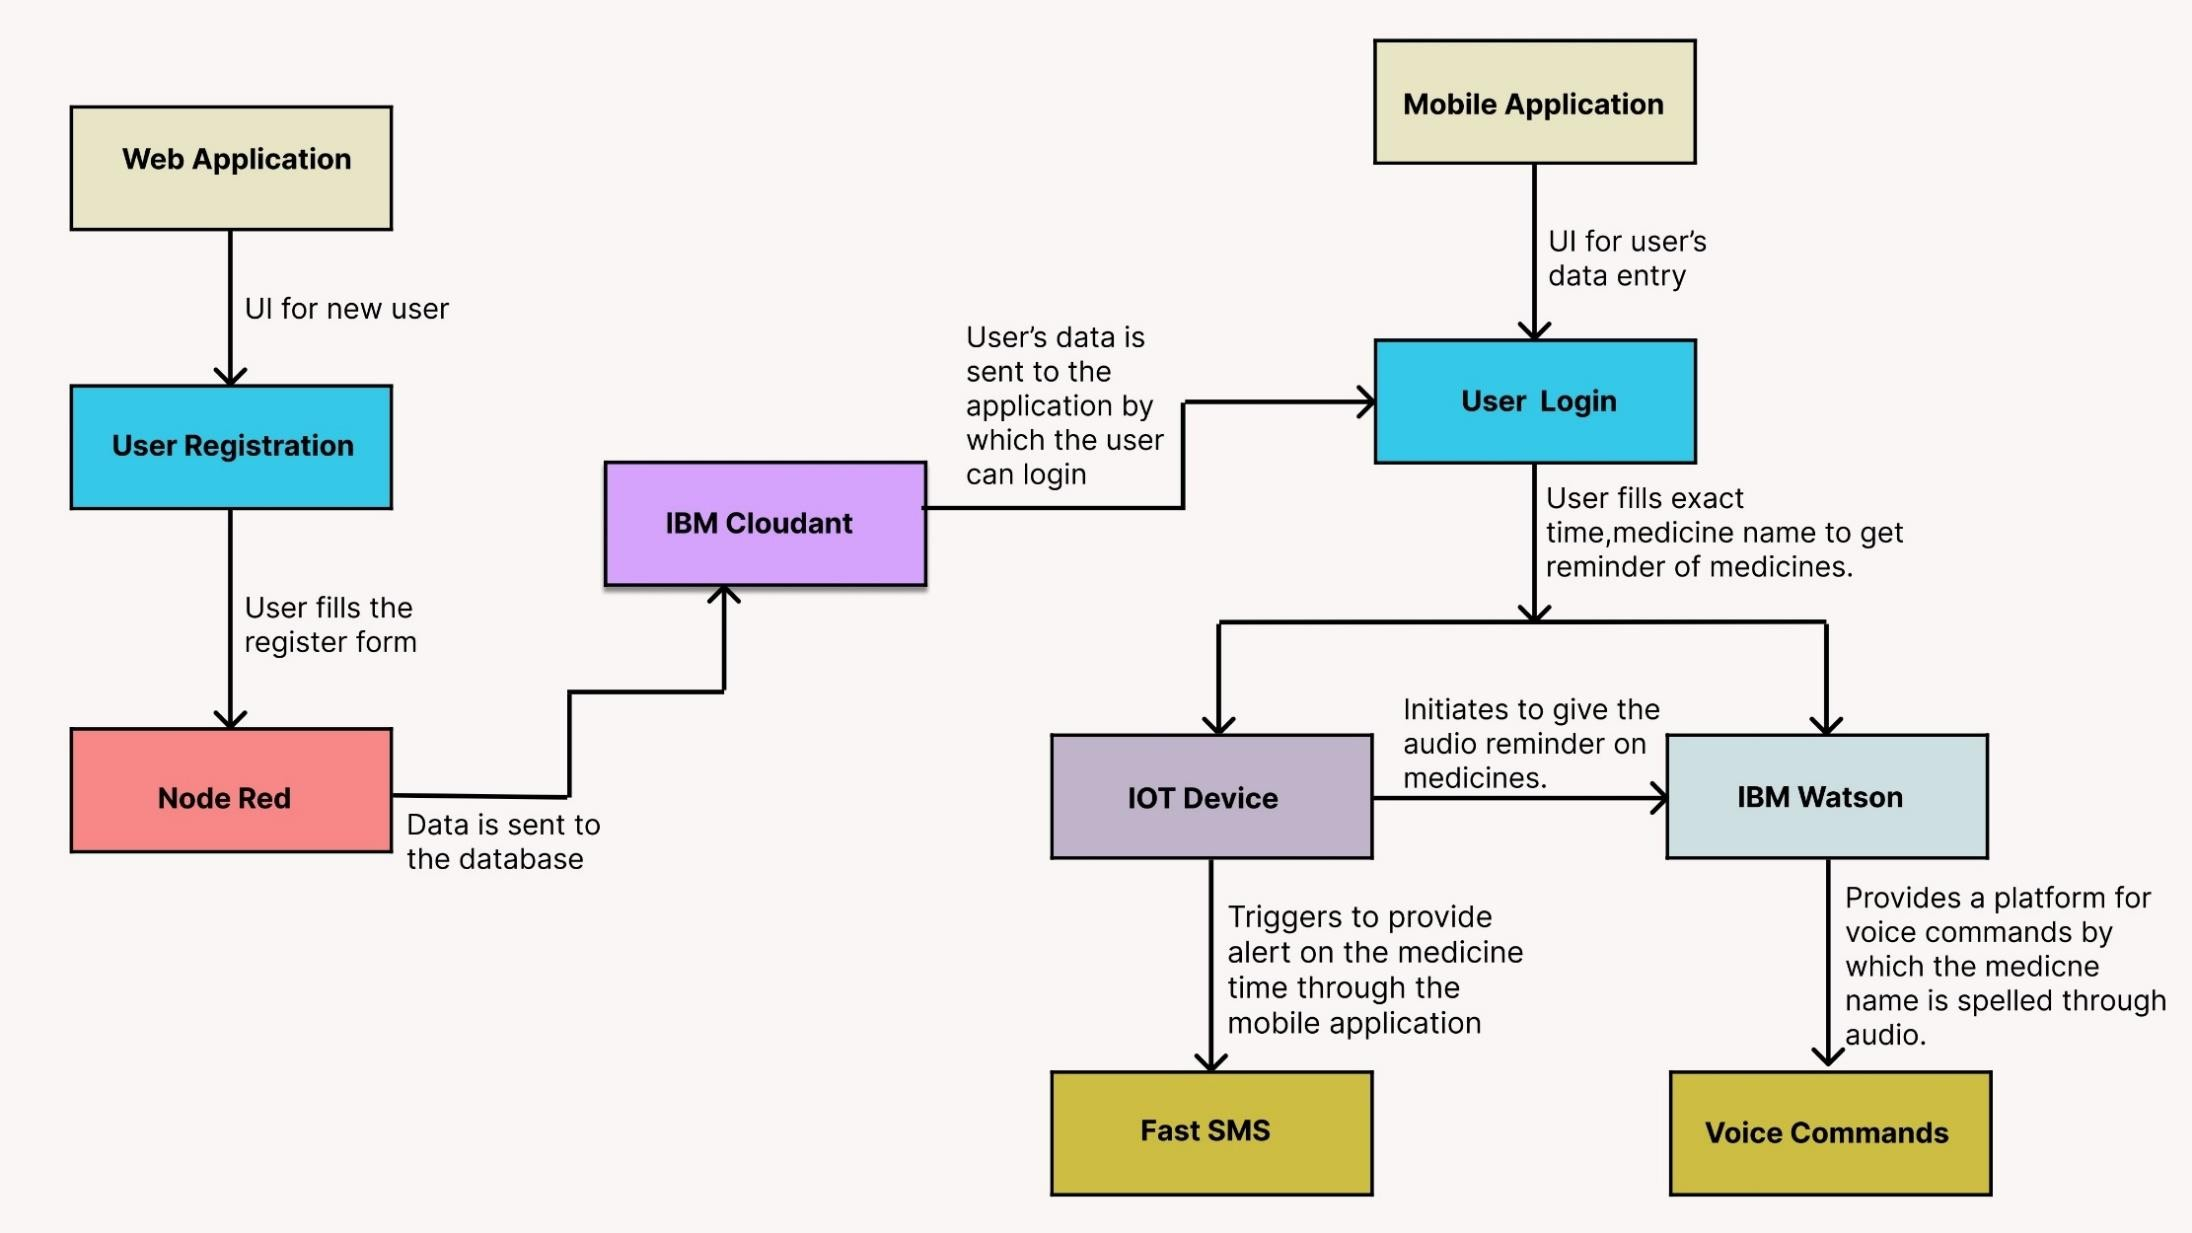 Mobile Application
Web Application
UI for user’s
data entry
UI for new user
User’s data is
sent to the
application by
which the user
can login
User  Login
User Registration
IBM Cloudant
User fills exact
time,medicine name to get
reminder of medicines.
User fills the
register form
Initiates to give the
audio reminder on
medicines.
Node Red
IOT Device
IBM Watson
Data is sent to
the database
Triggers to provide
alert on the medicine
time through the
mobile application
Provides a platform for
voice commands by
which the medicne
name is spelled through
audio.
Fast SMS
Voice Commands